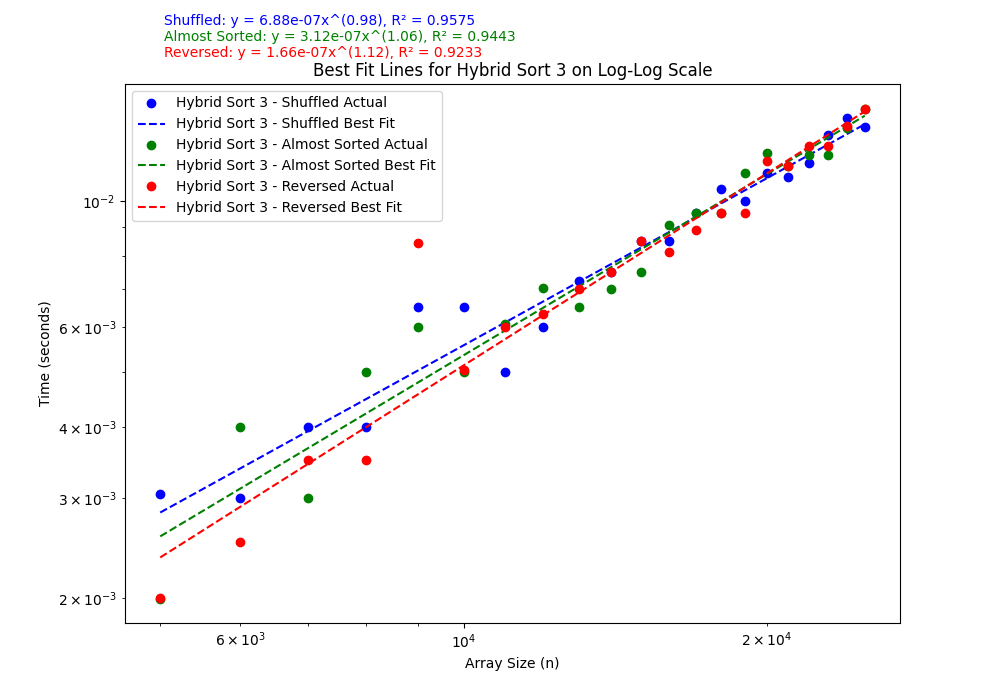 Shuffled: y = 6.88e-07x^(0.98), R² = 0.9575
Almost Sorted: y = 3.12e-07x^(1.06), R² = 0.9443
Reversed: y = 1.66e-07x^(1.12), R² = 0.9233
Best Fit Lines for Hybrid Sort 3 on Log-Log Scale
Hybrid Sort 3 - Shuffled Actual
Hybrid Sort 3 - Shuffled Best Fit
Hybrid Sort 3 - Almost Sorted Actual
Hybrid Sort 3 - Almost Sorted Best Fit
Hybrid Sort 3 - Reversed Actual
Hybrid Sort 3 - Reversed Best Fit
10⁻²
6 × 10⁻³
4 × 10⁻³
3 × 10⁻³
2 × 10⁻³
Time (seconds)
6 × 10³ 10⁴ 2 × 10⁴
Array Size (n)